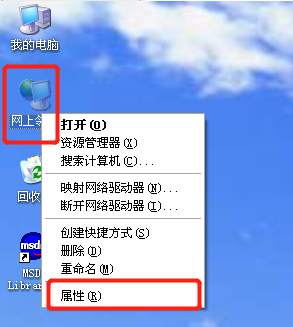 我的电脑
网上令
打开(O)
资源管理器(X)
搜索计算机(C)...
映射网络驱动器(N)...
断开网络驱动器(I)...
回收
创建快捷方式(S)
删除(D)
重命名(M)
msd
MSD
Librar
属性(R)